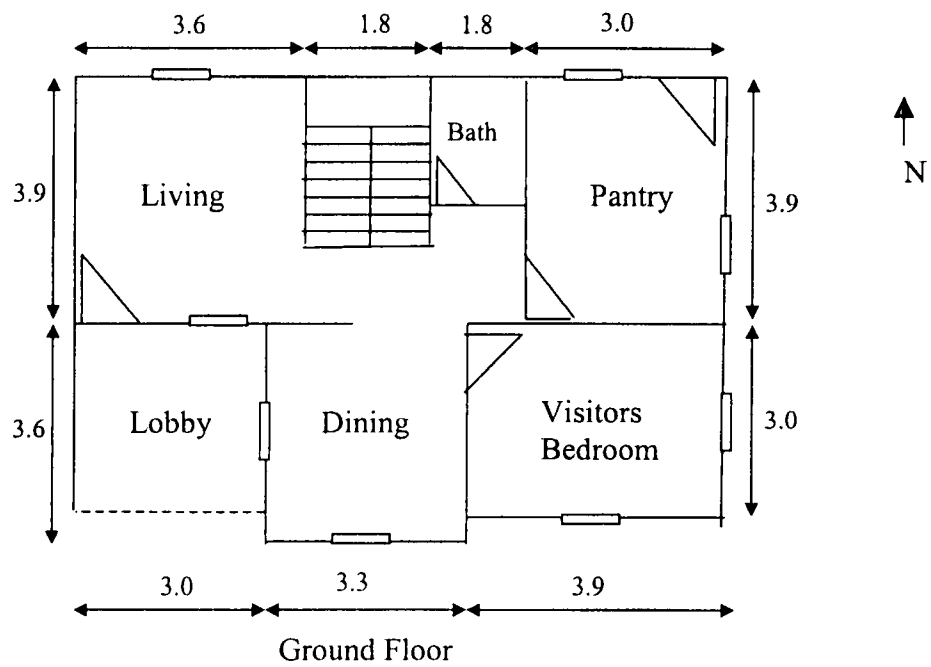 3.6
1.8
1.8
3.0
Bath
N
Living
Pantry
3.9
3.9
Lobby
Dining
Visitors
Bedroom
3.6
3.0
3.0
3.3
3.9
Ground Floor